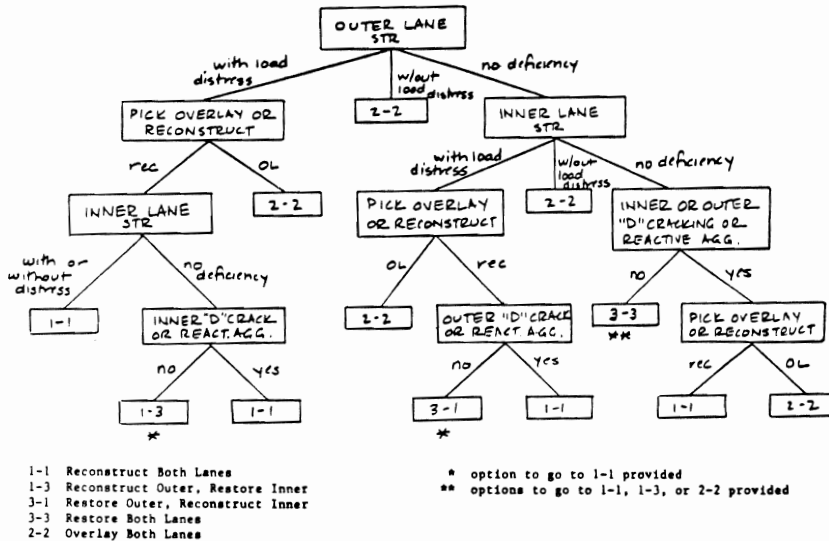 OUTER LANE
STR
with load
distress
w/out
load distress
no deficiency
PICK OVERLAY OR
RECONSTRUCT
2-2
INNER LANE
STR
rec
OL
with load
distress
w/out
load
distress
no deficiency
INNER LANE
STR
2-2
PICK OVERLAY
OR RECONSTRUCT
2-2
INNER OR OUTER
"D" CRACKING OR
REACTIVE AGG.
with or
without
distress
no
deficiency
OL
rec
no
yes
1-1
INNER "D" CRACK
OR REACT. AGG.
2-2
OUTER "D" CRACK
OR REACT. AGG.
3-3
**
PICK OVERLAY
OR RECONSTRUCT
no
yes
no
yes
rec
OL
1-3
*
1-1
3-1
*
1-1
1-1
2-2
1-1 Reconstruct Both Lanes
1-3 Reconstruct Outer, Restore Inner
3-1 Restore Outer, Reconstruct Inner
3-3 Restore Both Lanes
2-2 Overlay Both Lanes
* option to go to 1-1 provided
** options to go to 1-1, 1-3, or 2-2 provided